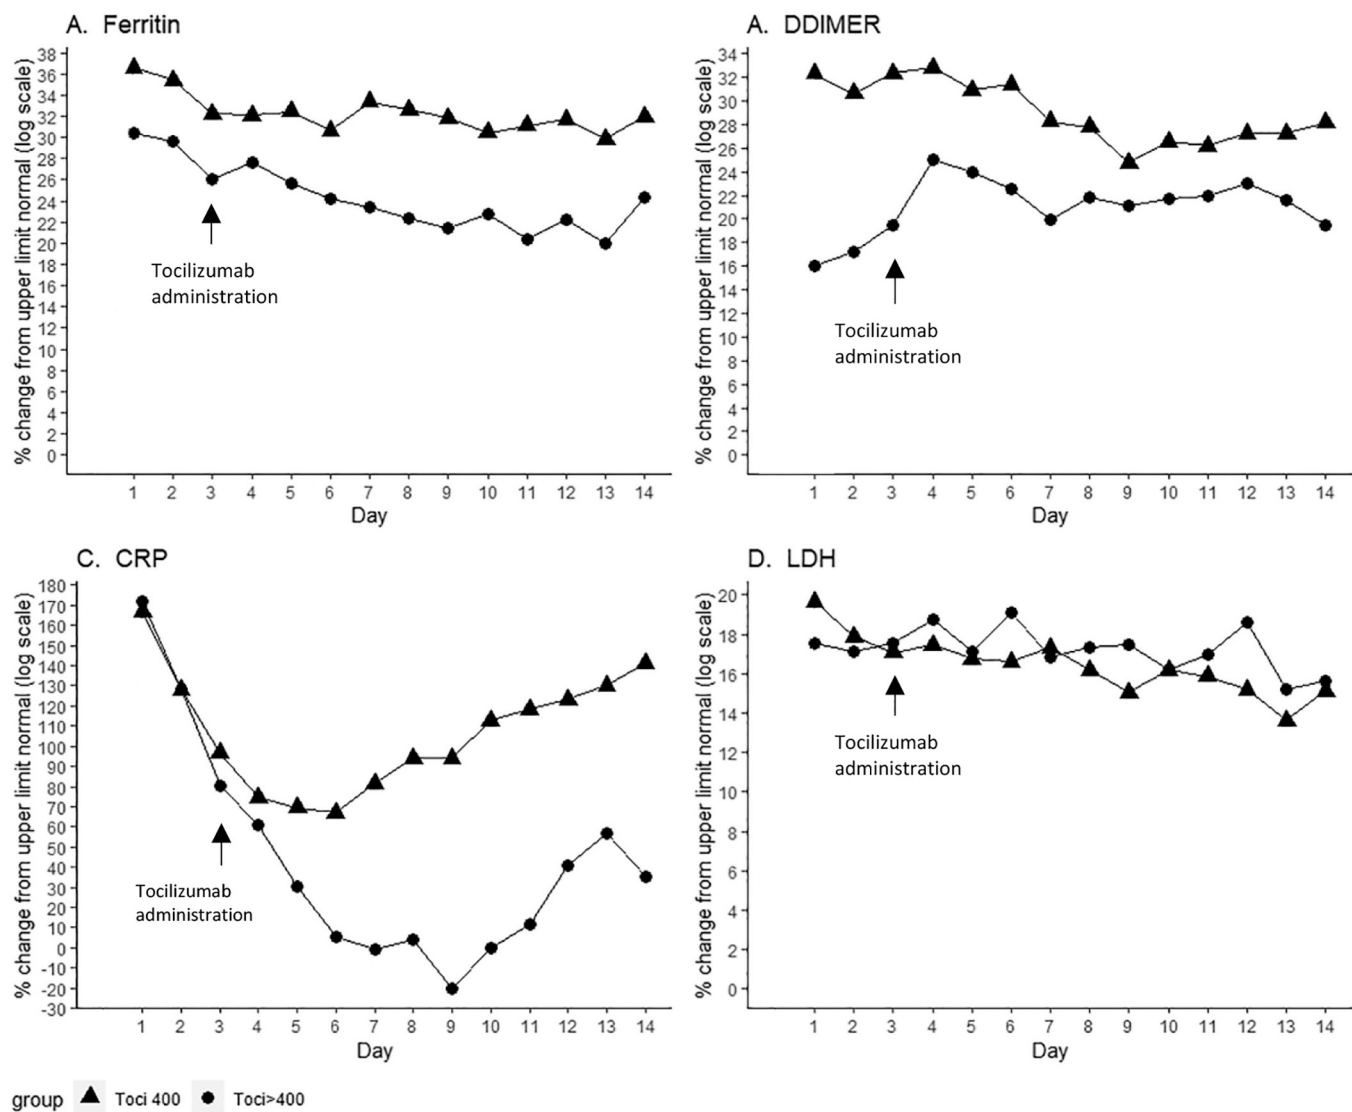 A. Ferritin
% change from upper limit normal (log scale)
38
36
34
32
30
28
26
24
22
20
18
16
14
12
10
8
6
4
2
0
Tocilizumab
administration
1 2 3 4 5 6 7 8 9 10 11 12 13 14
Day
A. DDIMER
% change from upper limit normal (log scale)
34
32
30
28
26
24
22
20
18
16
14
12
10
8
6
4
2
0
Tocilizumab
administration
1 2 3 4 5 6 7 8 9 10 11 12 13 14
Day
C. CRP
% change from upper limit normal (log scale)
180
170
160
150
140
130
120
110
100
90
80
70
60
50
40
30
20
10
0
-10
-20
-30
Tocilizumab
administration
1 2 3 4 5 6 7 8 9 10 11 12 13 14
Day
D. LDH
% change from upper limit normal (log scale)
20
18
16
14
12
10
8
6
4
2
0
Tocilizumab
administration
1 2 3 4 5 6 7 8 9 10 11 12 13 14
Day
group Toci 400 Toci>400